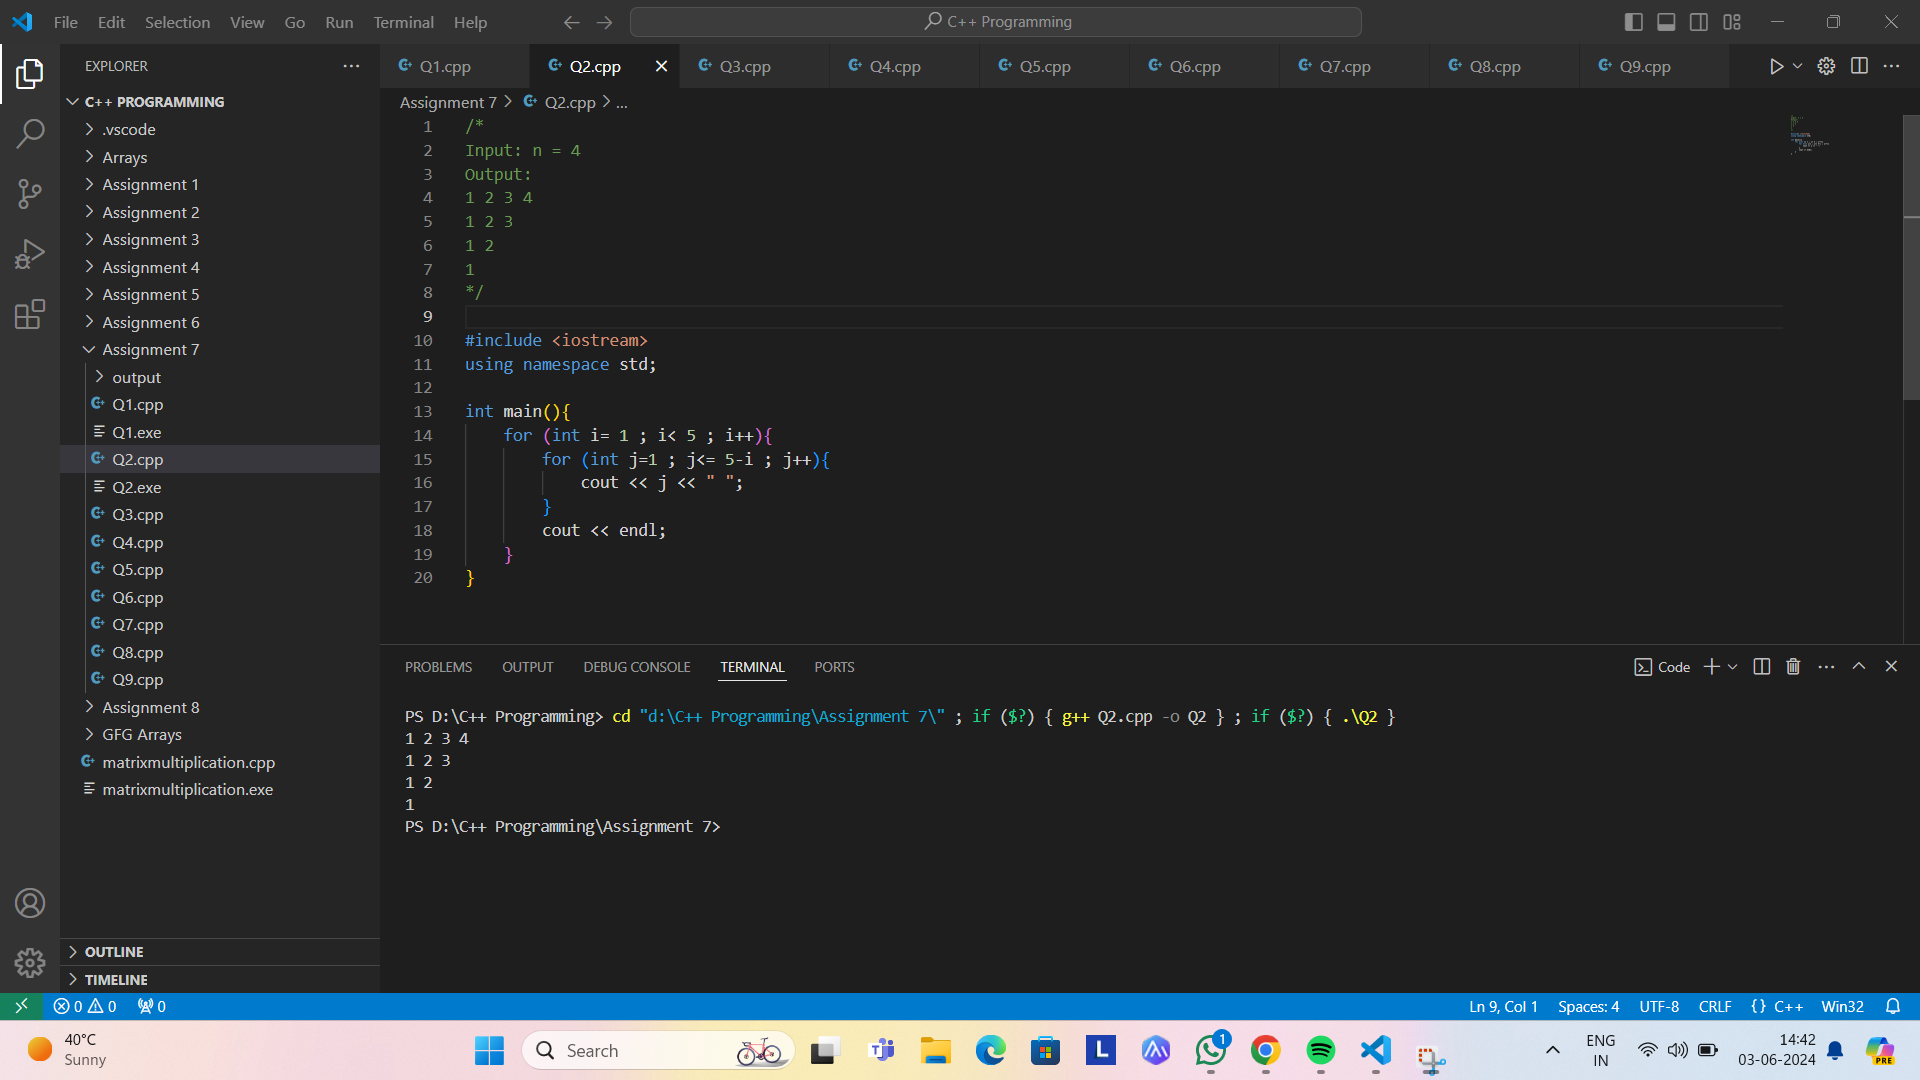 File Edit Selection View Go Run Terminal Help
C++ Programming
EXPLORER
C++ PROGRAMMING
.vscode
Arrays
Assignment 1
Assignment 2
Assignment 3
Assignment 4
Assignment 5
Assignment 6
Assignment 7
output
Q1.cpp
Q1.exe
Q2.cpp
Q2.exe
Q3.cpp
Q4.cpp
Q5.cpp
Q6.cpp
Q7.cpp
Q8.cpp
Q9.cpp
Assignment 8
GFG Arrays
matrixmultiplication.cpp
matrixmultiplication.exe
OUTLINE
TIMELINE
Q1.cpp Q2.cpp Q3.cpp Q4.cpp Q5.cpp Q6.cpp Q7.cpp Q8.cpp Q9.cpp
Assignment 7 > Q2.cpp > ...
1 /*
2 Input: n = 4
3 Output:
4 1 2 3 4
5 1 2 3
6 1 2
7 1
8 */
9
10 #include <iostream>
11 using namespace std;
12
13 int main(){
14 for (int i= 1 ; i< 5 ; i++){
15 for (int j=1 ; j<= 5-i ; j++){
16 cout << j << " ";
17 }
18 cout << endl;
19 }
20 }
PROBLEMS OUTPUT DEBUG CONSOLE TERMINAL PORTS
Code
PS D:\C++ Programming> cd "d:\C++ Programming\Assignment 7\" ; if ($?) { g++ Q2.cpp -o Q2 } ; if ($?) { .\Q2 }
1 2 3 4
1 2 3
1 2
1
PS D:\C++ Programming\Assignment 7>
0 0 0
Ln 9, Col 1 Spaces: 4 UTF-8 CRLF {} C++ Win32
40°C
Sunny
Search
L
1
ENG
IN
14:42
03-06-2024
PRE